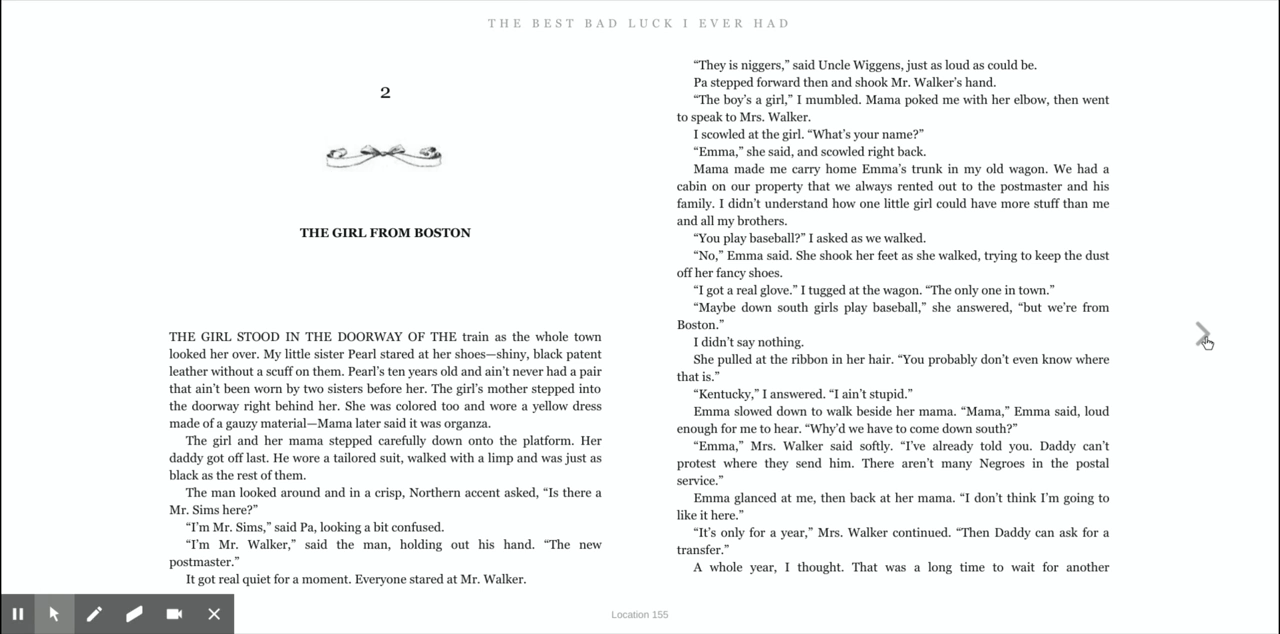 THE BEST BAD LUCK I EVER HAD
2
THE GIRL FROM BOSTON
THE GIRL STOOD IN THE DOORWAY OF THE train as the whole town
looked her over. My little sister Pearl stared at her shoes—shiny, black patent
leather without a scuff on them. Pearl’s ten years old and ain’t never had a pair
that ain’t been worn by two sisters before her. The girl’s mother stepped into
the doorway right behind her. She was colored too and wore a yellow dress
made of a gauzy material—Mama later said it was organza.
The girl and her mama stepped carefully down onto the platform. Her
daddy got off last. He wore a tailored suit, walked with a limp and was just as
black as the rest of them.
The man looked around and in a crisp, Northern accent asked, “Is there a
Mr. Sims here?”
“I’m Mr. Sims,” said Pa, looking a bit confused.
“I’m Mr. Walker,” said the man, holding out his hand. “The new
postmaster.”
It got real quiet for a moment. Everyone stared at Mr. Walker.
“They is niggers,” said Uncle Wiggens, just as loud as could be.
Pa stepped forward then and shook Mr. Walker’s hand.
“The boy’s a girl,” I mumbled. Mama poked me with her elbow, then went
to speak to Mrs. Walker.
I scowled at the girl. “What’s your name?”
“Emma,” she said, and scowled right back.
Mama made me carry home Emma’s trunk in my old wagon. We had a
cabin on our property that we always rented out to the postmaster and his
family. I didn’t understand how one little girl could have more stuff than me
and all my brothers.
“You play baseball?” I asked as we walked.
“No,” Emma said. She shook her feet as she walked, trying to keep the dust
off her fancy shoes.
“I got a real glove.” I tugged at the wagon. “The only one in town.”
“Maybe down south girls play baseball,” she answered, “but we’re from
Boston.”
I didn’t say nothing.
She pulled at the ribbon in her hair. “You probably don’t even know where
that is.”
“Kentucky,” I answered. “I ain’t stupid.”
Emma slowed down to walk beside her mama. “Mama,” Emma said, loud
enough for me to hear. “Why’d we have to come down south?”
“Emma,” Mrs. Walker said softly. “I’ve already told you. Daddy can’t
protest where they send him. There aren’t many Negroes in the postal
service.”
Emma glanced at me, then back at her mama. “I don’t think I’m going to
like it here.”
“It’s only for a year,” Mrs. Walker continued. “Then Daddy can ask for a
transfer.”
A whole year, I thought. That was a long time to wait for another
Location 155